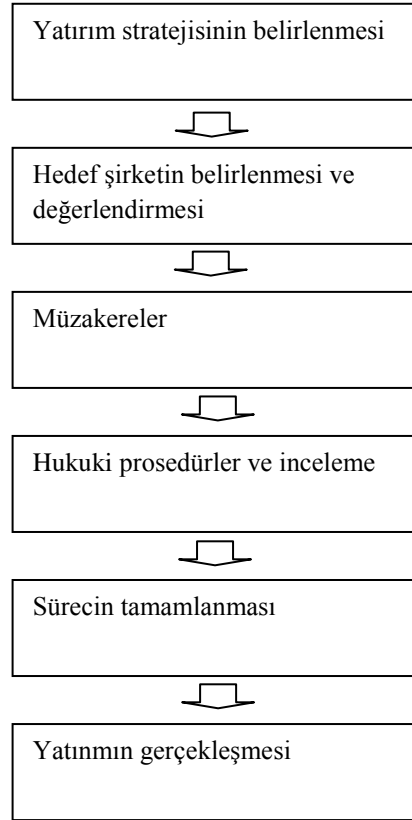 Yatırım stratejisinin belirlenmesi
Hedef şirketin belirlenmesi ve
değerlendirmesi
Müzakereler
Hukuki prosedürler ve inceleme
Sürecin tamamlanması
Yatınmın gerçekleşmesi